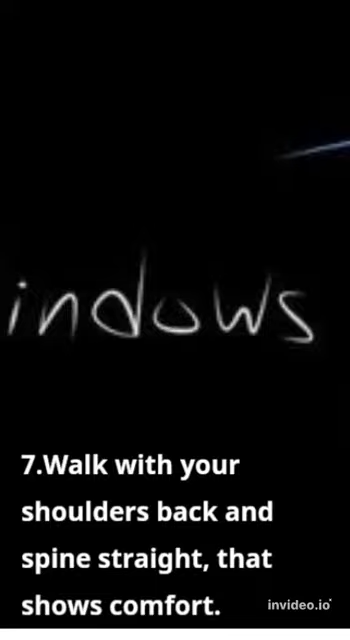 indows
7.Walk with your
shoulders back and
spine straight, that
shows comfort.
invideo.io